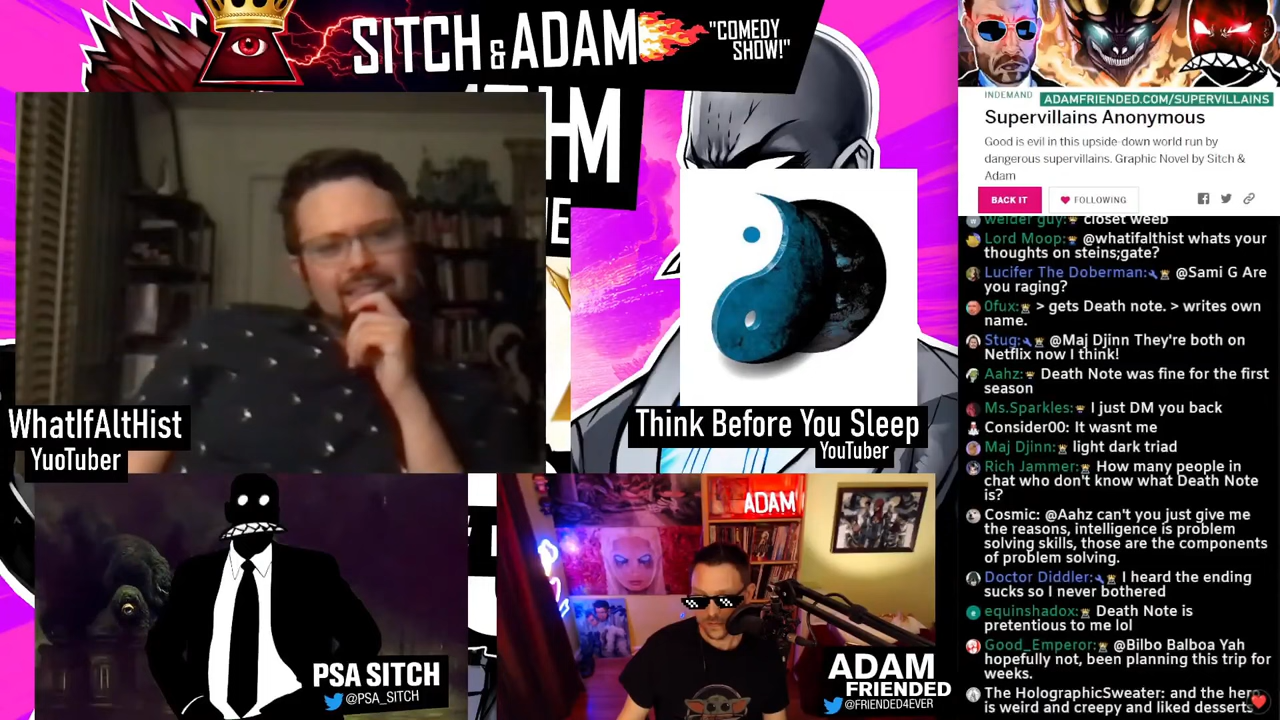 SITCH & ADAM
"COMEDY
SHOW!"
WhatIfAltHist
YuoTuber
Think Before You Sleep
YouTuber
PSA SITCH
@PSA_SITCH
ADAM
ADAM
FRIENDED
@FRIENDED4EVER
INDEMAND
ADAMFRIENDED.COM/SUPERVILLAINS
Supervillains Anonymous
Good is evil in this upside-down world run by
dangerous supervillains. Graphic Novel by Sitch &
Adam
BACK IT
FOLLOWING
welder guy: closet weeb
Lord Moop: @whatifalthist whats your
thoughts on steins;gate?
Lucifer The Doberman: @Sami G Are
you raging?
0fux: > gets Death note. > writes own
name.
Stug: @Maj Djinn They're both on
Netflix now I think!
Aahz: Death Note was fine for the first
season
Ms.Sparkles: I just DM you back
Consider00: It wasnt me
Maj Djinn: light dark triad
Rich Jammer: How many people in
chat who don't know what Death Note
is?
Cosmic: @Aahz can't you just give me
the reasons, intelligence is problem
solving skills, those are the components
of problem solving.
Doctor Diddler: I heard the ending
sucks so I never bothered
equinshadox: Death Note is
pretentious to me lol
Good_Emperor: @Bilbo Balboa Yah
hopefully not, been planning this trip for
weeks.
The HolographicSweater: and the hero
is weird and creepy and liked desserts